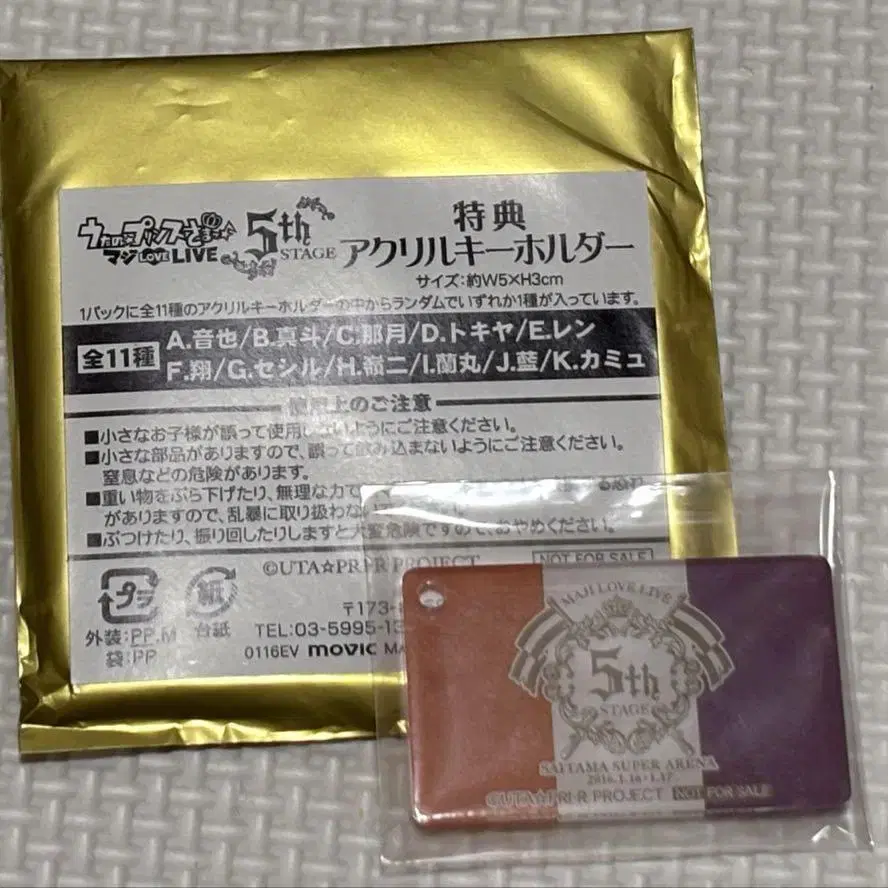 うたの☆プリンスさまっ♪
マジLOVELIVE
5th
STAGE
特典
アクリルキーホルダー
サイズ:約W5×H3cm
1パックに全11種のアクリルキーホルダーの中からランダムでいずれか1種が入っています。
全11種
A.音也/B.真斗/C.那月/D.トキヤ/E.レン
F.翔/G.セシル/H.嶺二/I.蘭丸/J.藍/K.カミュ
使用上のご注意
■小さなお子様が誤って使用しないようにご注意ください。
■小さな部品がありますので、誤って飲み込まないようにご注意ください。
窒息などの危険があります。
■重い物をぶら下げたり、無理な力で
がありますので、乱暴に取り扱わない
■ぶつけたり、振り回したりしますと大変危険ですので、おやめください。
©UTA☆PRI-R PROJECT
NOT FOR SALE
プラ
紙
外装:PP,M
袋:PP
台紙
〒173-
TEL:03-5995-13
0116EV movic MA
MAJI LOVE LIVE
5th
STAGE
SAITAMA SUPER ARENA
2016.1.16・1.17
©UTA☆PRI-R PROJECT NOT FOR SALE